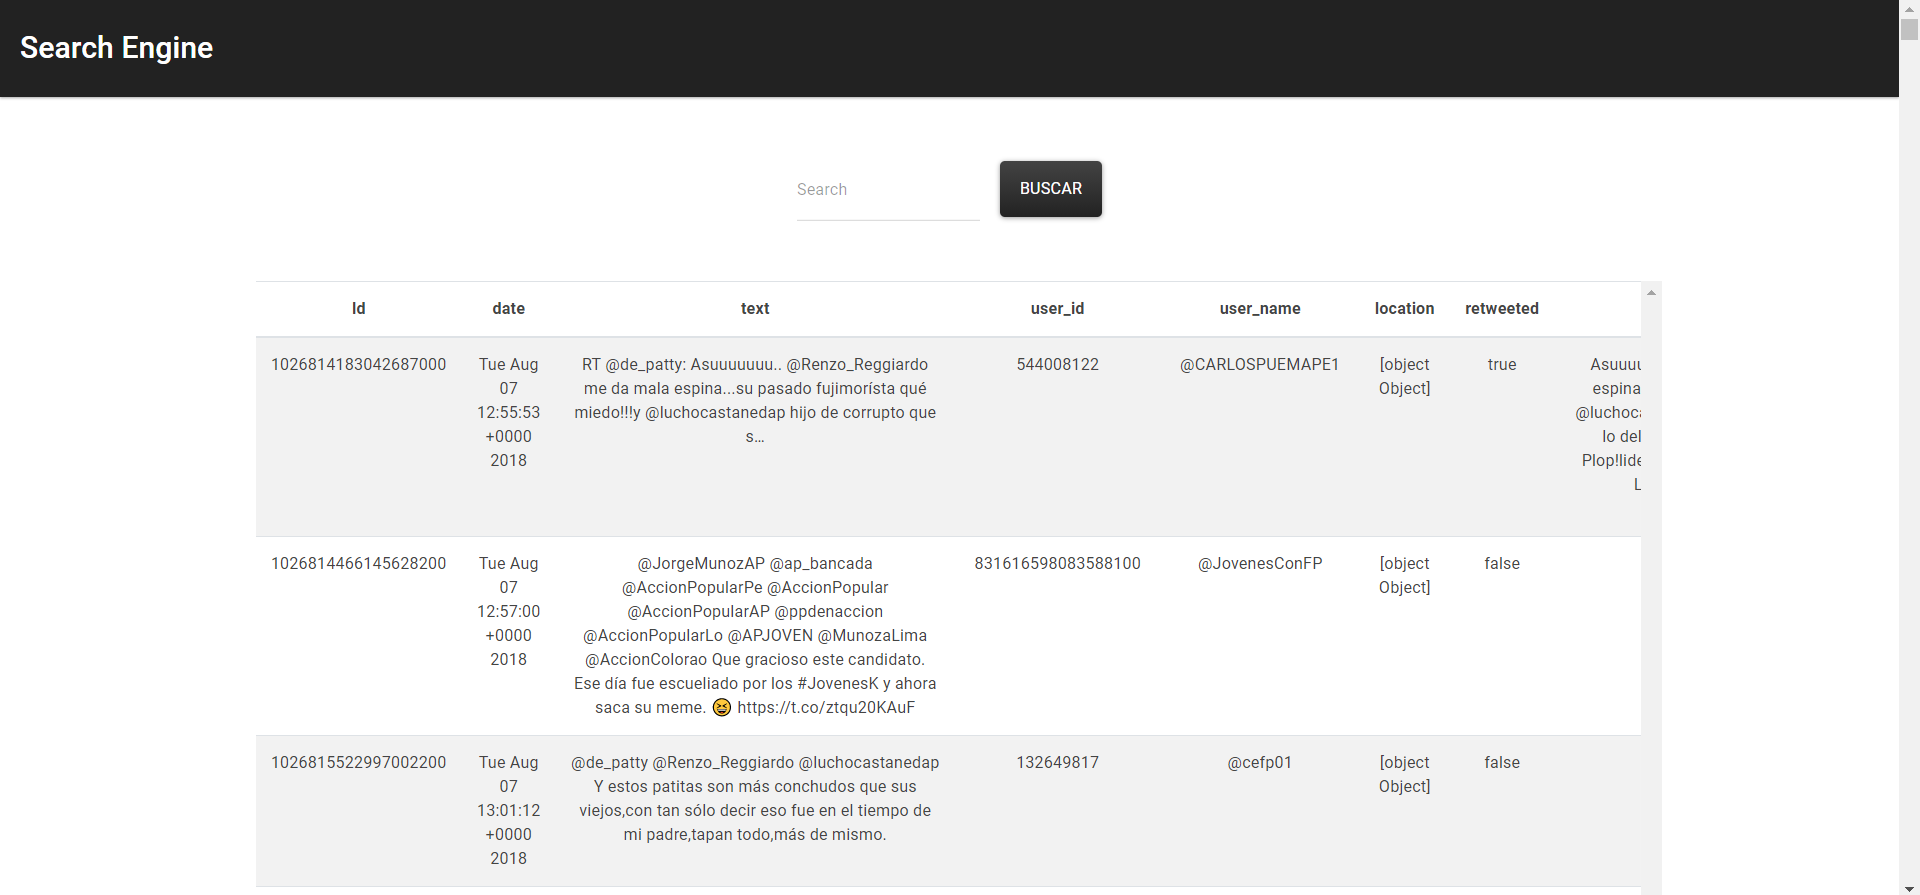 Search Engine
Search
BUSCAR
Id date text user_id user_name location retweeted
1026814183042687000 Tue Aug RT @de_patty: Asuuuuuuu.. @Renzo_Reggiardo 544008122 @CARLOSPUEMAPE1 [object true Asuuuu
07 me da mala espina...su pasado fujimorísta qué Object] espina
12:55:53 miedo!!!y @luchocastanedap hijo de corrupto que @luchoca
+0000 s… lo del
2018 Plop!lide
L
1026814466145628200 Tue Aug @JorgeMunozAP @ap_bancada 831616598083588100 @JovenesConFP [object false
07 @AccionPopularPe @AccionPopular Object]
12:57:00 @AccionPopularAP @ppdenaccion
+0000 @AccionPopularLo @APJOVEN @MunozaLima
2018 @AccionColorao Que gracioso este candidato.
Ese día fue escueliado por los #JovenesK y ahora
saca su meme. 😆 https://t.co/ztqu20KAuF
1026815522997002200 Tue Aug @de_patty @Renzo_Reggiardo @luchocastanedap 132649817 @cefp01 [object false
07 Y estos patitas son más conchudos que sus Object]
13:01:12 viejos,con tan sólo decir eso fue en el tiempo de
+0000 mi padre,tapan todo,más de mismo.
2018